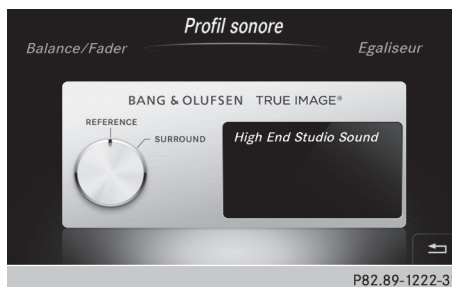 Profil sonore
Balance/Fader
Egaliseur
BANG & OLUFSEN TRUE IMAGE®
REFERENCE
SURROUND
High End Studio Sound
P82.89-1222-3